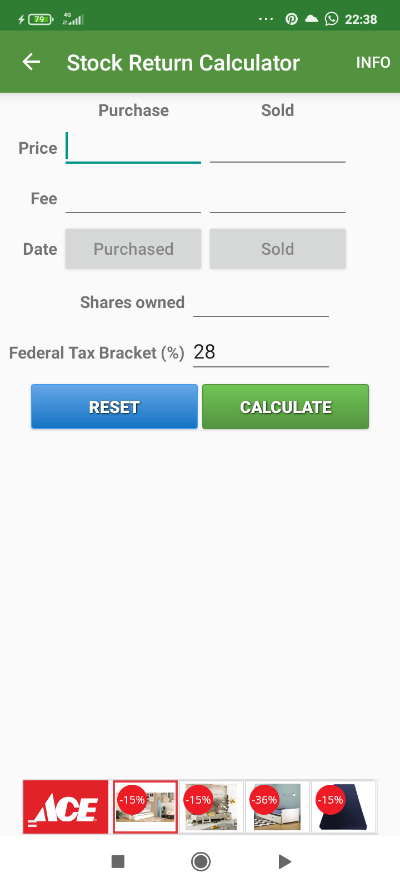 79 4G 22:38
Stock Return Calculator INFO
Purchase Sold
Price
Fee
Date Purchased Sold
Shares owned
Federal Tax Bracket (%) 28
RESET CALCULATE
ACE -15% -15% -36% -15%